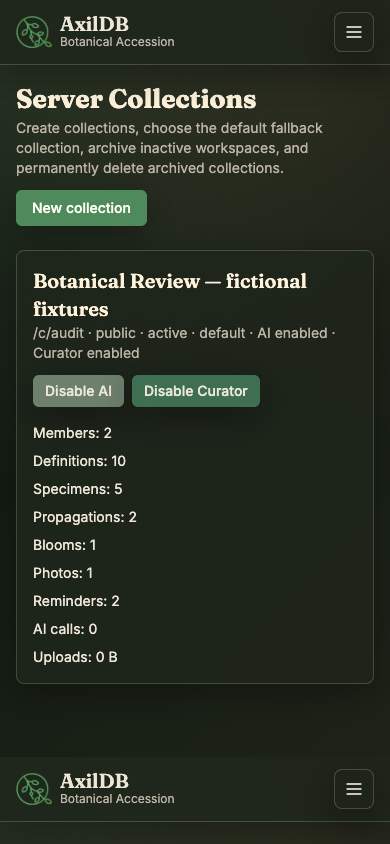 AxilDB
Botanical Accession
Server Collections
Create collections, choose the default fallback
collection, archive inactive workspaces, and
permanently delete archived collections.
New collection
Botanical Review — fictional
fixtures
/c/audit · public · active · default · AI enabled ·
Curator enabled
Disable AI Disable Curator
Members: 2
Definitions: 10
Specimens: 5
Propagations: 2
Blooms: 1
Photos: 1
Reminders: 2
AI calls: 0
Uploads: 0 B
AxilDB
Botanical Accession